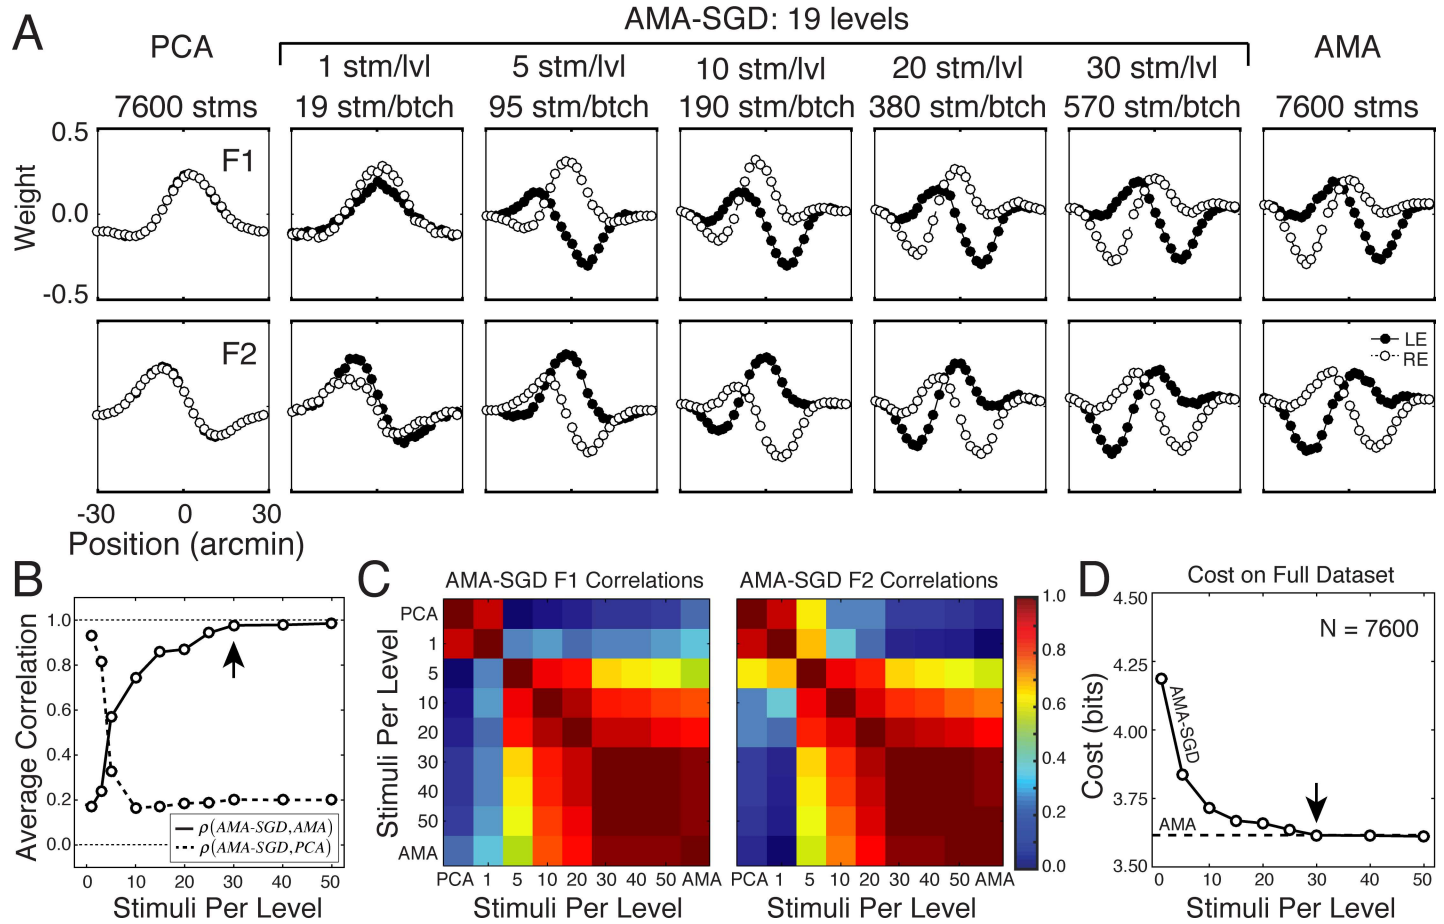 A
AMA-SGD: 19 levels
PCA
AMA
1 stm/lvl
5 stm/lvl
10 stm/lvl
20 stm/lvl
30 stm/lvl
7600 stms
19 stm/btch
95 stm/btch
190 stm/btch
380 stm/btch
570 stm/btch
7600 stms
0.5
0.0
-0.5
Weight
F1
F2
LE
RE
-30
0
30
Position (arcmin)
B
1.0
0.8
0.6
0.4
0.2
0.0
Average Correlation
ρ(AMA-SGD,AMA)
ρ(AMA-SGD,PCA)
0
10
20
30
40
50
Stimuli Per Level
C
AMA-SGD F1 Correlations
AMA-SGD F2 Correlations
Stimuli Per Level
PCA
1
5
10
20
30
40
50
AMA
PCA 1 5 10 20 30 40 50 AMA
Stimuli Per Level
PCA 1 5 10 20 30 40 50 AMA
Stimuli Per Level
1.0
0.8
0.6
0.4
0.2
0.0
D
Cost on Full Dataset
N = 7600
4.50
4.25
4.00
3.75
3.50
Cost (bits)
AMA-SGD
AMA
0
10
20
30
40
50
Stimuli Per Level